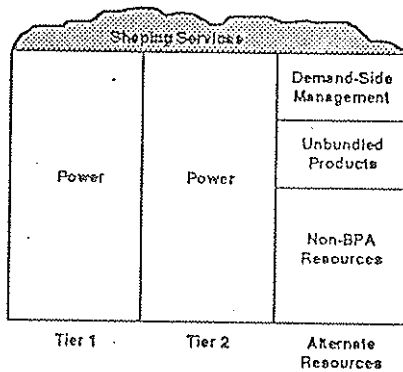 Shaping Services
Demand-Side
Management
Unbundled
Products
Power
Power
Non-BPA
Resources
Tier 1
Tier 2
Alternate
Resources